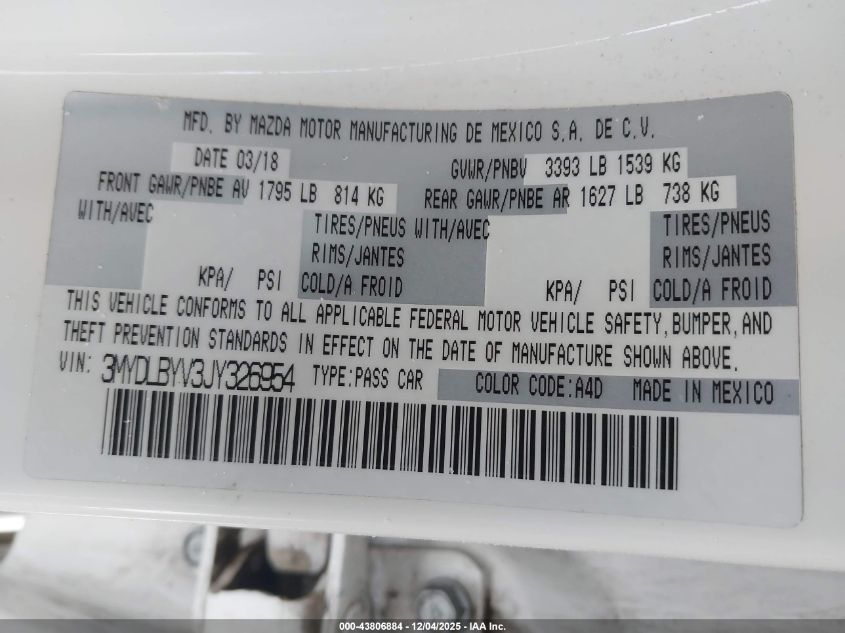 MFD. BY MAZDA MOTOR MANUFACTURING DE MEXICO S.A. DE C.V.
DATE 03/18 GVWR/PNBV 3393 LB 1539 KG
FRONT GAWR/PNBE AV 1795 LB 814 KG REAR GAWR/PNBE AR 1627 LB 738 KG
WITH/AVEC TIRES/PNEUS WITH/AVEC TIRES/PNEUS
RIMS/JANTES RIMS/JANTES
KPA/ PSI COLD/A FROID KPA/ PSI COLD/A FROID
THIS VEHICLE CONFORMS TO ALL APPLICABLE FEDERAL MOTOR VEHICLE SAFETY, BUMPER, AND
THEFT PREVENTION STANDARDS IN EFFECT ON THE DATE OF MANUFACTURE SHOWN ABOVE.
VIN: 3MYDLBYV3JY326954 TYPE:PASS CAR COLOR CODE:A4D MADE IN MEXICO
000-43806884 - 12/04/2025 - IAAI.com